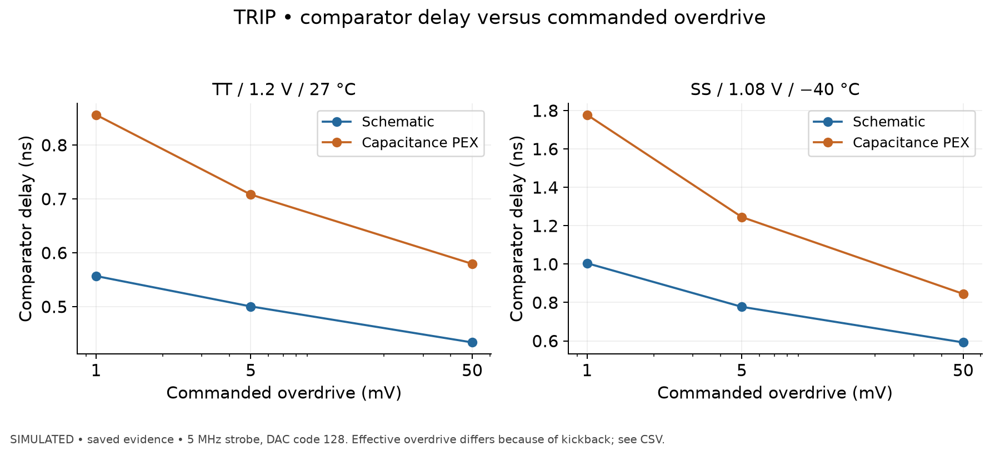 TRIP • comparator delay versus commanded overdrive
TT / 1.2 V / 27 °C
Schematic
Capacitance PEX
Comparator delay (ns)
0.8
0.7
0.6
0.5
1 5 50
Commanded overdrive (mV)
SS / 1.08 V / −40 °C
Schematic
Capacitance PEX
Comparator delay (ns)
1.8
1.6
1.4
1.2
1.0
0.8
0.6
1 5 50
Commanded overdrive (mV)
SIMULATED • saved evidence • 5 MHz strobe, DAC code 128. Effective overdrive differs because of kickback; see CSV.